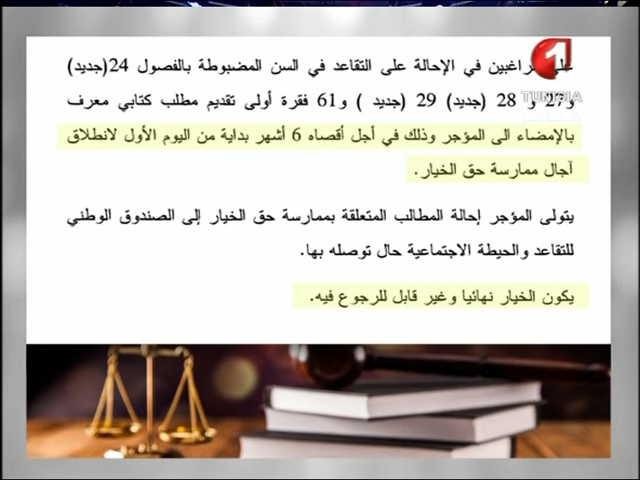 على الراغبين في الإحالة على التقاعد في السن المضبوطة بالفصول 24(جديد)
و27 و 28 (جديد) 29 (جديد ) و61 فقرة أولى تقديم مطلب كتابي معرف
بالإمضاء الى المؤجر وذلك في أجل أقصاه 6 أشهر بداية من اليوم الأول لانطلاق
آجال ممارسة حق الخيار.
يتولى المؤجر إحالة المطالب المتعلقة بممارسة حق الخيار إلى الصندوق الوطني
للتقاعد والحيطة الاجتماعية حال توصله بها.
يكون الخيار نهائيا وغير قابل للرجوع فيه.
1
TUNISIA